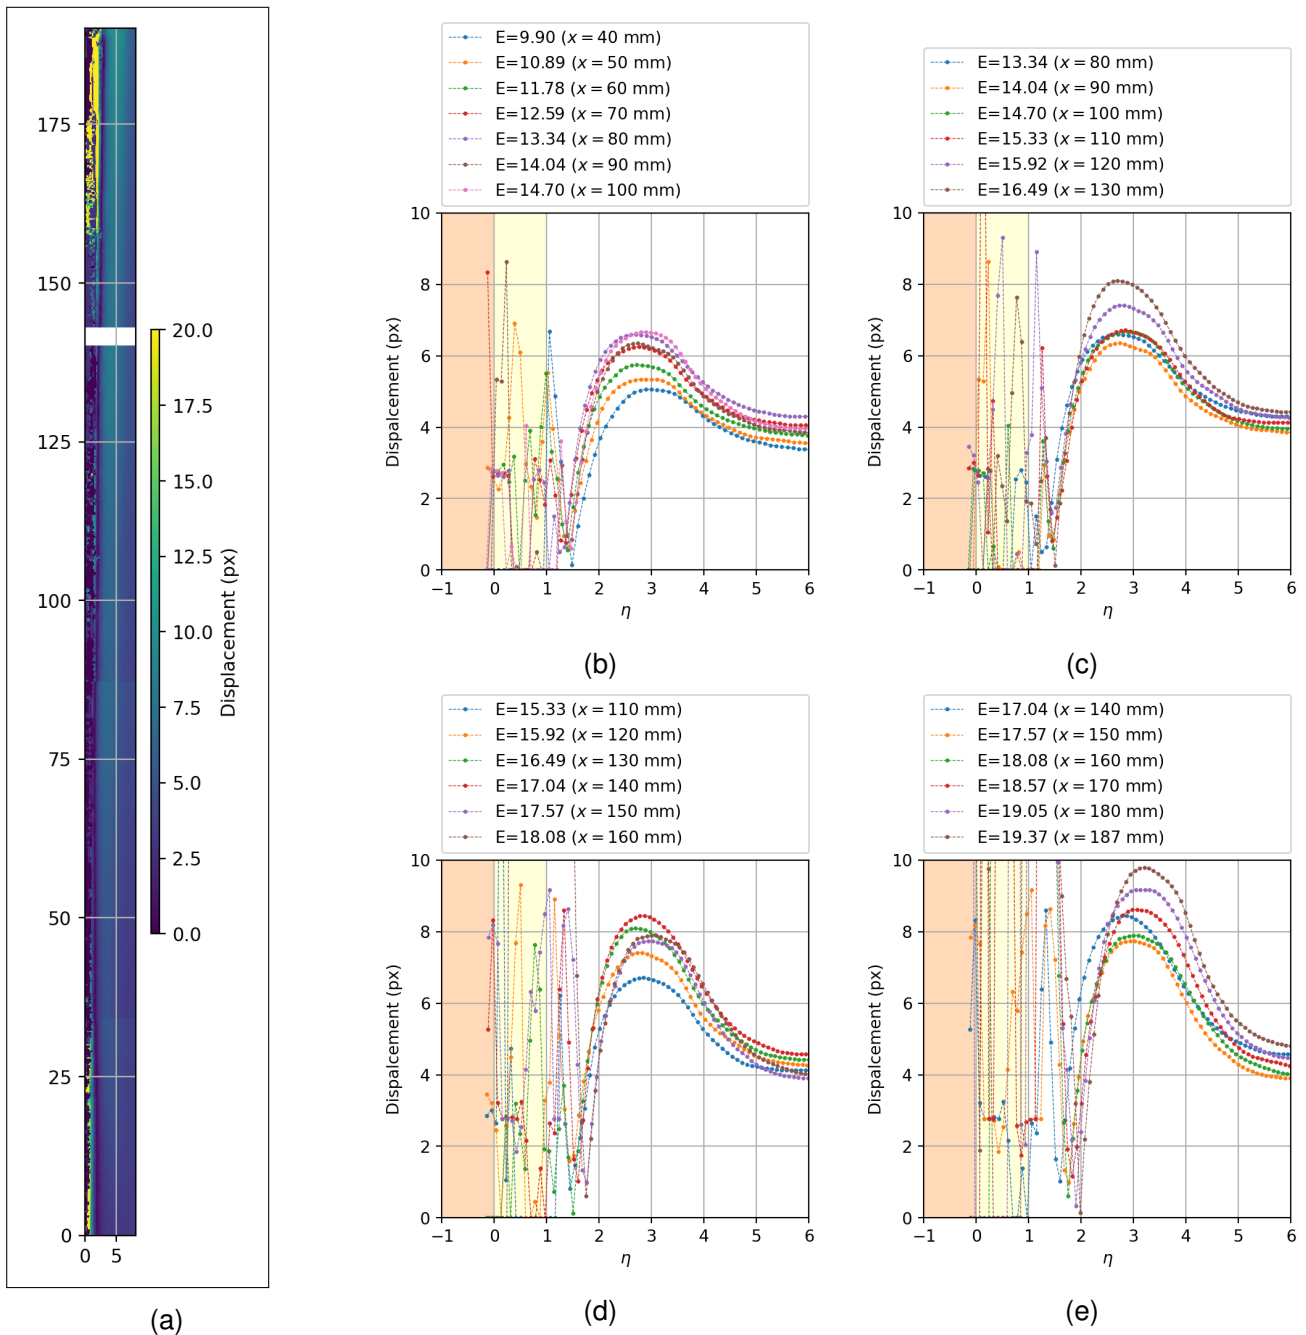 175
150
125
100
75
50
25
0
0 5
20.0
17.5
15.0
12.5
10.0
7.5
5.0
2.5
0.0
Displacement (px)
(a)
E=9.90 (x = 40 mm)
E=10.89 (x = 50 mm)
E=11.78 (x = 60 mm)
E=12.59 (x = 70 mm)
E=13.34 (x = 80 mm)
E=14.04 (x = 90 mm)
E=14.70 (x = 100 mm)
10
8
6
4
2
0
Dispalcement (px)
−1 0 1 2 3 4 5 6
η
(b)
E=13.34 (x = 80 mm)
E=14.04 (x = 90 mm)
E=14.70 (x = 100 mm)
E=15.33 (x = 110 mm)
E=15.92 (x = 120 mm)
E=16.49 (x = 130 mm)
10
8
6
4
2
0
Dispalcement (px)
−1 0 1 2 3 4 5 6
η
(c)
E=15.33 (x = 110 mm)
E=15.92 (x = 120 mm)
E=16.49 (x = 130 mm)
E=17.04 (x = 140 mm)
E=17.57 (x = 150 mm)
E=18.08 (x = 160 mm)
10
8
6
4
2
0
Dispalcement (px)
−1 0 1 2 3 4 5 6
η
(d)
E=17.04 (x = 140 mm)
E=17.57 (x = 150 mm)
E=18.08 (x = 160 mm)
E=18.57 (x = 170 mm)
E=19.05 (x = 180 mm)
E=19.37 (x = 187 mm)
10
8
6
4
2
0
Dispalcement (px)
−1 0 1 2 3 4 5 6
η
(e)